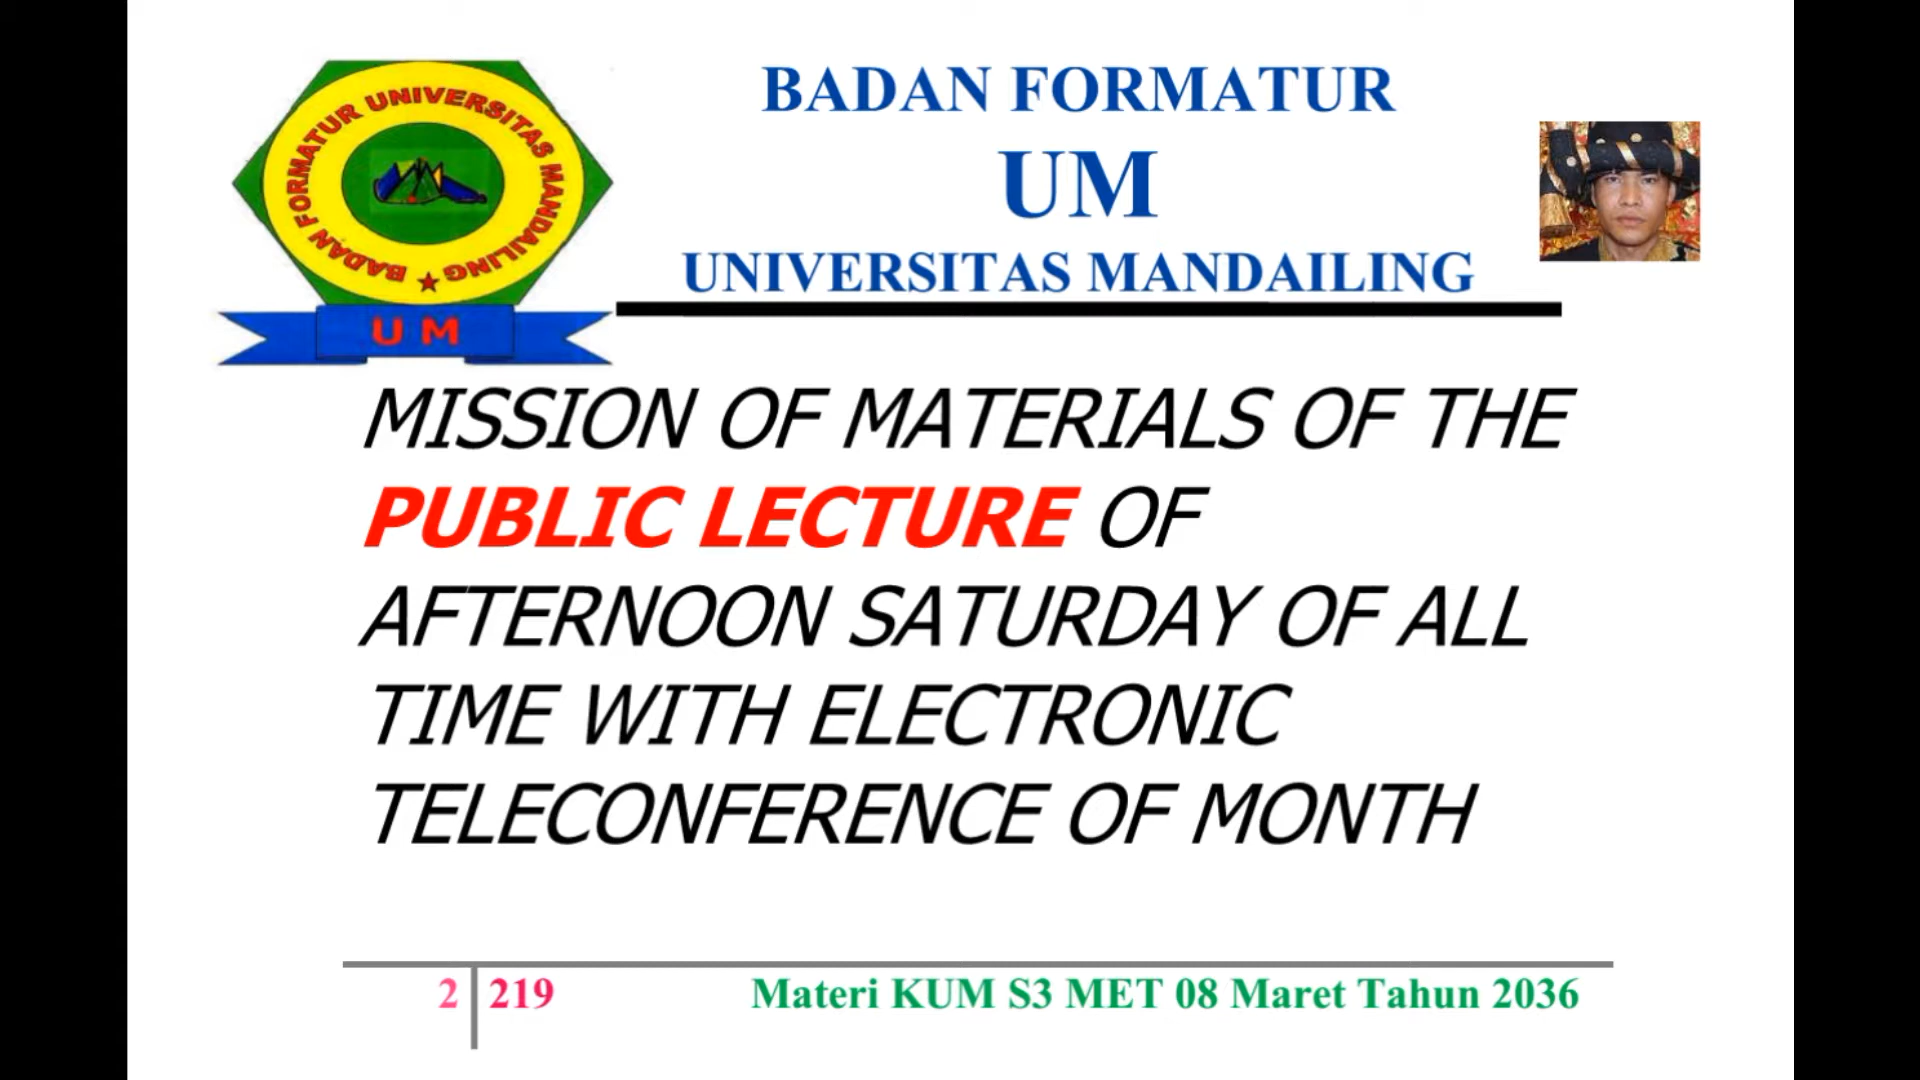 BADAN FORMATUR UNIVERSITAS MANDAILING
U M
BADAN FORMATUR
UM
UNIVERSITAS MANDAILING
MISSION OF MATERIALS OF THE
PUBLIC LECTURE OF
AFTERNOON SATURDAY OF ALL
TIME WITH ELECTRONIC
TELECONFERENCE OF MONTH
2 219
Materi KUM S3 MET 08 Maret Tahun 2036